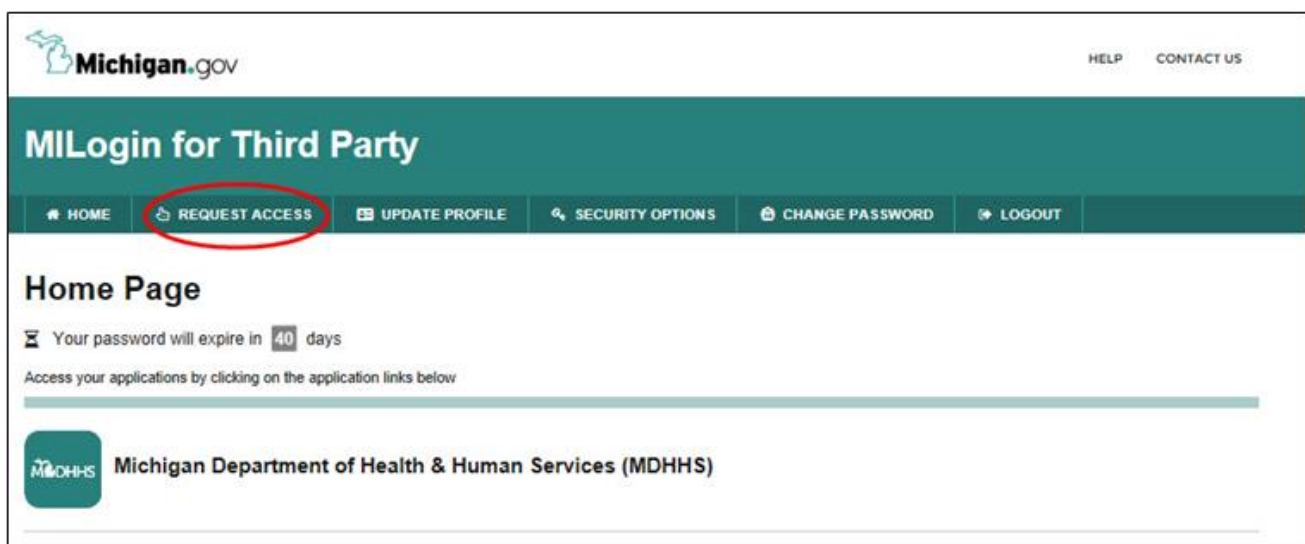 Michigan.gov
HELP CONTACT US
MILogin for Third Party
HOME REQUEST ACCESS UPDATE PROFILE SECURITY OPTIONS CHANGE PASSWORD LOGOUT
Home Page
Your password will expire in 40 days
Access your applications by clicking on the application links below
MDHHS Michigan Department of Health & Human Services (MDHHS)